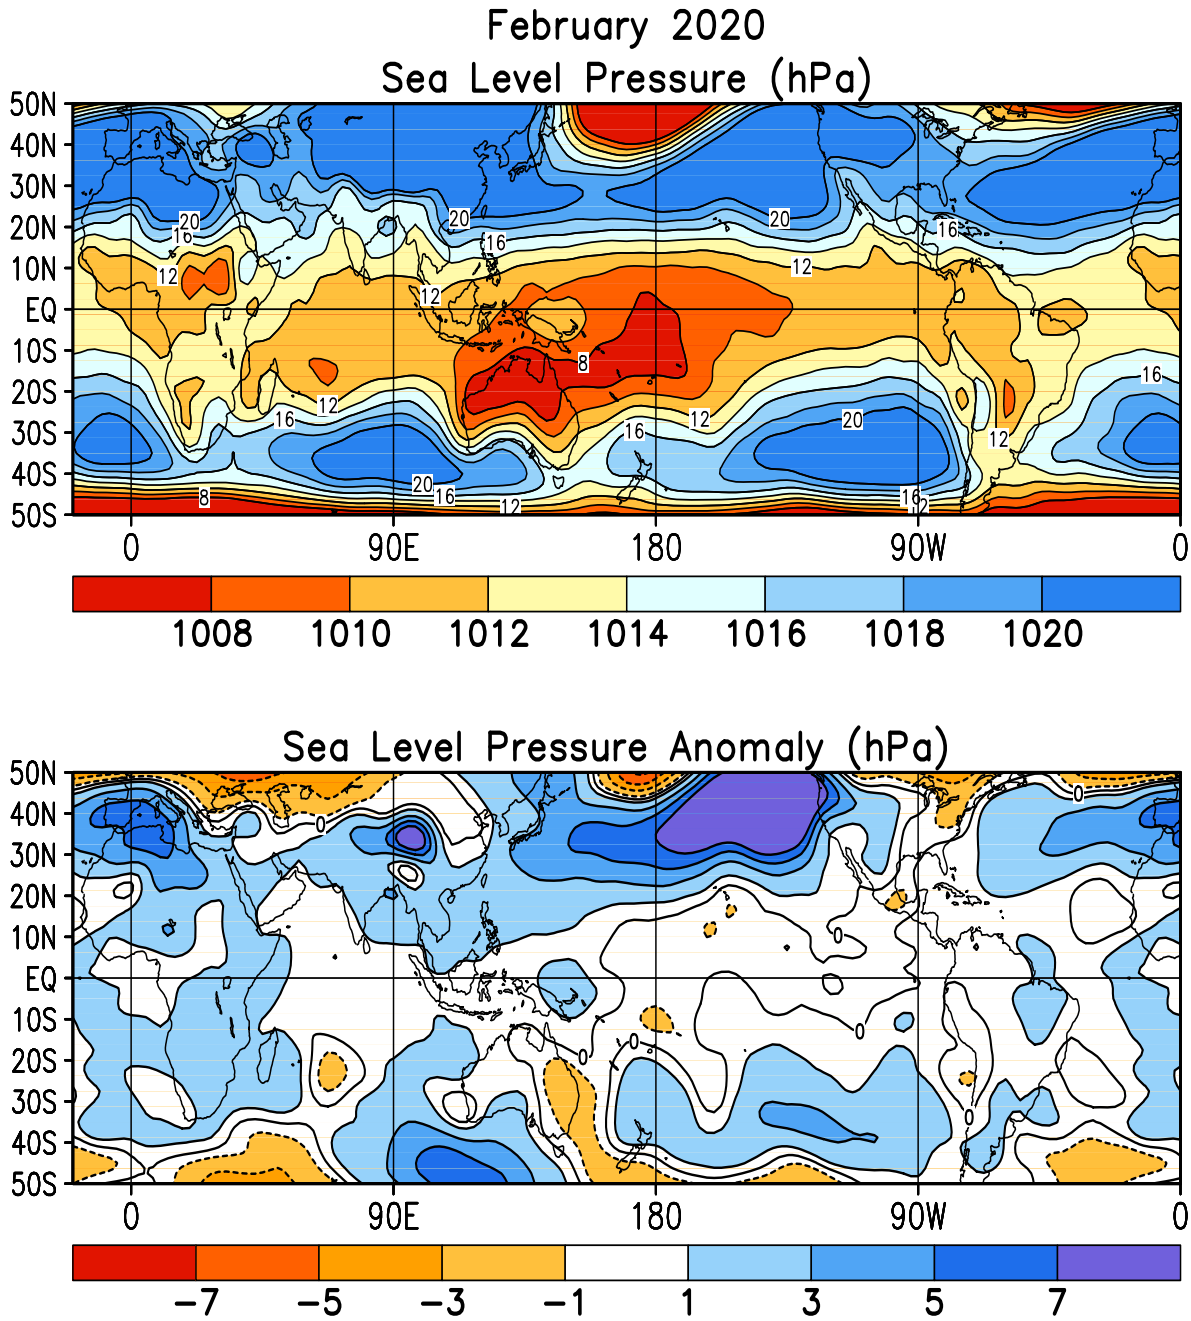 February 2020
Sea Level Pressure (hPa)
50N
40N
30N
20N
10N
EQ
10S
20S
30S
40S
50S
20
16
12
20
16
12
12
20
12
16
8
16
12
16
12
20
16
12
20
16
12
8
16
12
0 90E 180 90W 0
1008 1010 1012 1014 1016 1018 1020
Sea Level Pressure Anomaly (hPa)
50N
40N
30N
20N
10N
EQ
10S
20S
30S
40S
50S
0
0
0
0
0
0
0
0 90E 180 90W 0
−7 −5 −3 −1 1 3 5 7